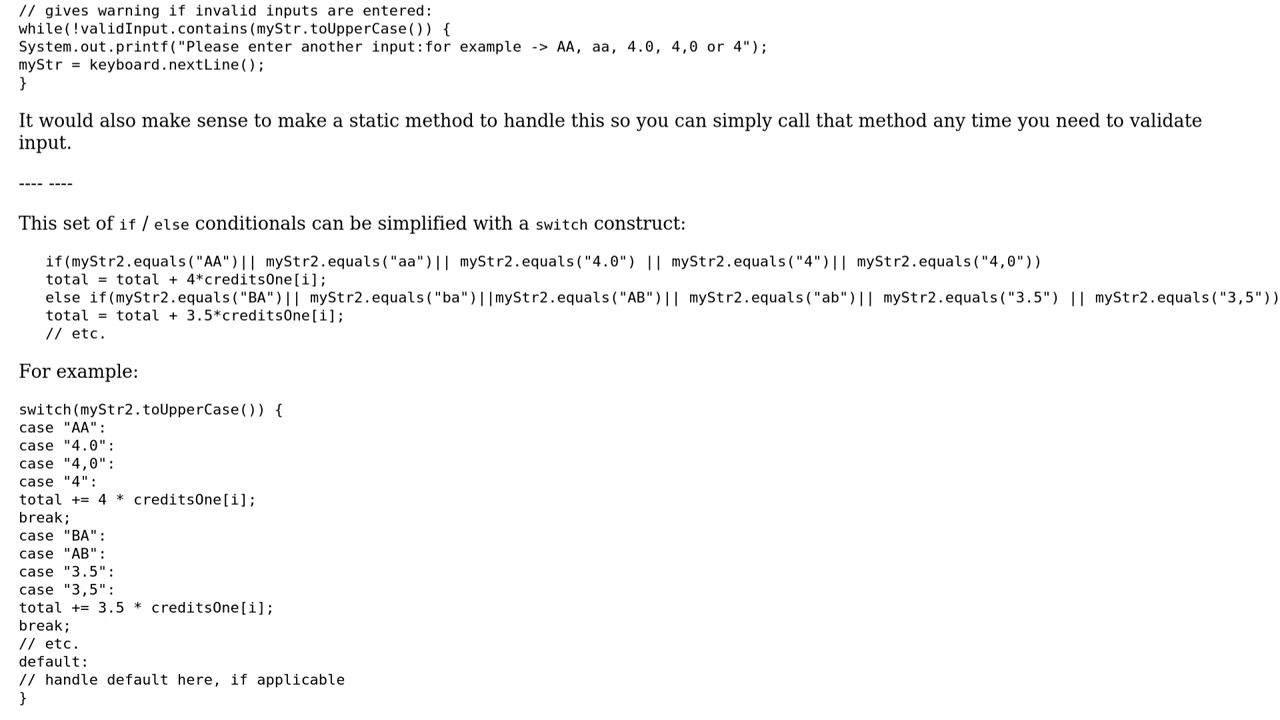 // gives warning if invalid inputs are entered:
while(!validInput.contains(myStr.toUpperCase()) {
System.out.printf("Please enter another input:for example -> AA, aa, 4.0, 4,0 or 4");
myStr = keyboard.nextLine();
}
It would also make sense to make a static method to handle this so you can simply call that method any time you need to validate
input.
---- ----
This set of if / else conditionals can be simplified with a switch construct:
if(myStr2.equals("AA")|| myStr2.equals("aa")|| myStr2.equals("4.0") || myStr2.equals("4")|| myStr2.equals("4,0"))
total = total + 4*creditsOne[i];
else if(myStr2.equals("BA")|| myStr2.equals("ba")||myStr2.equals("AB")|| myStr2.equals("ab")|| myStr2.equals("3.5") || myStr2.equals("3,5"))
total = total + 3.5*creditsOne[i];
// etc.
For example:
switch(myStr2.toUpperCase()) {
case "AA":
case "4.0":
case "4,0":
case "4":
total += 4 * creditsOne[i];
break;
case "BA":
case "AB":
case "3.5":
case "3,5":
total += 3.5 * creditsOne[i];
break;
// etc.
default:
// handle default here, if applicable
}